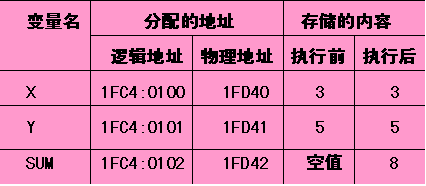 变量名 分配的地址 存储的内容
逻辑地址 物理地址 执行前 执行后
X 1FC4:0100 1FD40 3 3
Y 1FC4:0101 1FD41 5 5
SUM 1FC4:0102 1FD42 空值 8